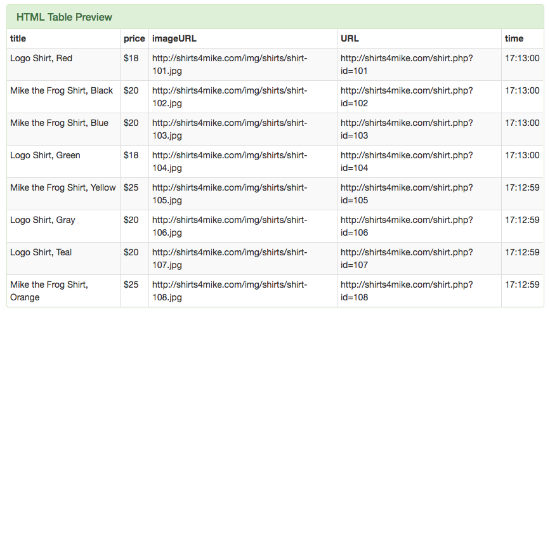 HTML Table Preview
title price imageURL URL time
Logo Shirt, Red $18 http://shirts4mike.com/img/shirts/shirt- http://shirts4mike.com/shirt.php? 17:13:00
101.jpg id=101
Mike the Frog Shirt, Black $20 http://shirts4mike.com/img/shirts/shirt- http://shirts4mike.com/shirt.php? 17:13:00
102.jpg id=102
Mike the Frog Shirt, Blue $20 http://shirts4mike.com/img/shirts/shirt- http://shirts4mike.com/shirt.php? 17:13:00
103.jpg id=103
Logo Shirt, Green $18 http://shirts4mike.com/img/shirts/shirt- http://shirts4mike.com/shirt.php? 17:13:00
104.jpg id=104
Mike the Frog Shirt, Yellow $25 http://shirts4mike.com/img/shirts/shirt- http://shirts4mike.com/shirt.php? 17:12:59
105.jpg id=105
Logo Shirt, Gray $20 http://shirts4mike.com/img/shirts/shirt- http://shirts4mike.com/shirt.php? 17:12:59
106.jpg id=106
Logo Shirt, Teal $20 http://shirts4mike.com/img/shirts/shirt- http://shirts4mike.com/shirt.php? 17:12:59
107.jpg id=107
Mike the Frog Shirt, $25 http://shirts4mike.com/img/shirts/shirt- http://shirts4mike.com/shirt.php? 17:12:59
Orange 108.jpg id=108